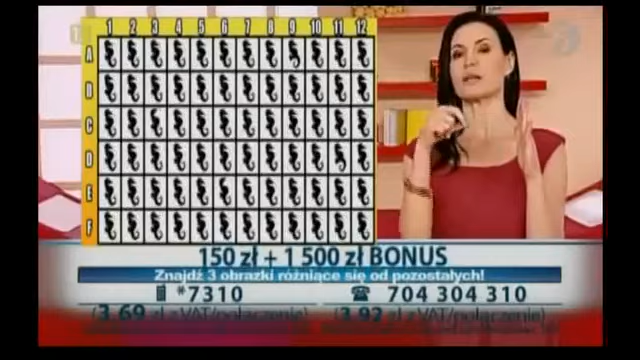 1 2 3 4 5 6 7 8 9 10 11 12
A
D
C
D
E
F
150 zł + 1 500 zł BONUS
Znajdź 3 obrazki różniące się od pozostałych!
*7310 704 304 310
(3,69 zł z VAT/połączenie) (3,92 zł z VAT/połączenie)